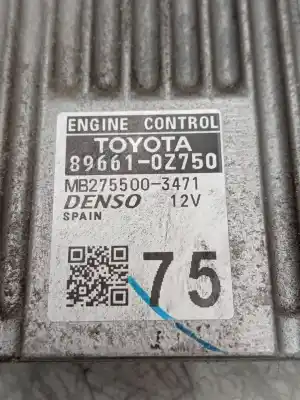 ENGINE CONTROL
TOYOTA
89661-0Z750
MB275500-3471
DENSO 12V
SPAIN
75